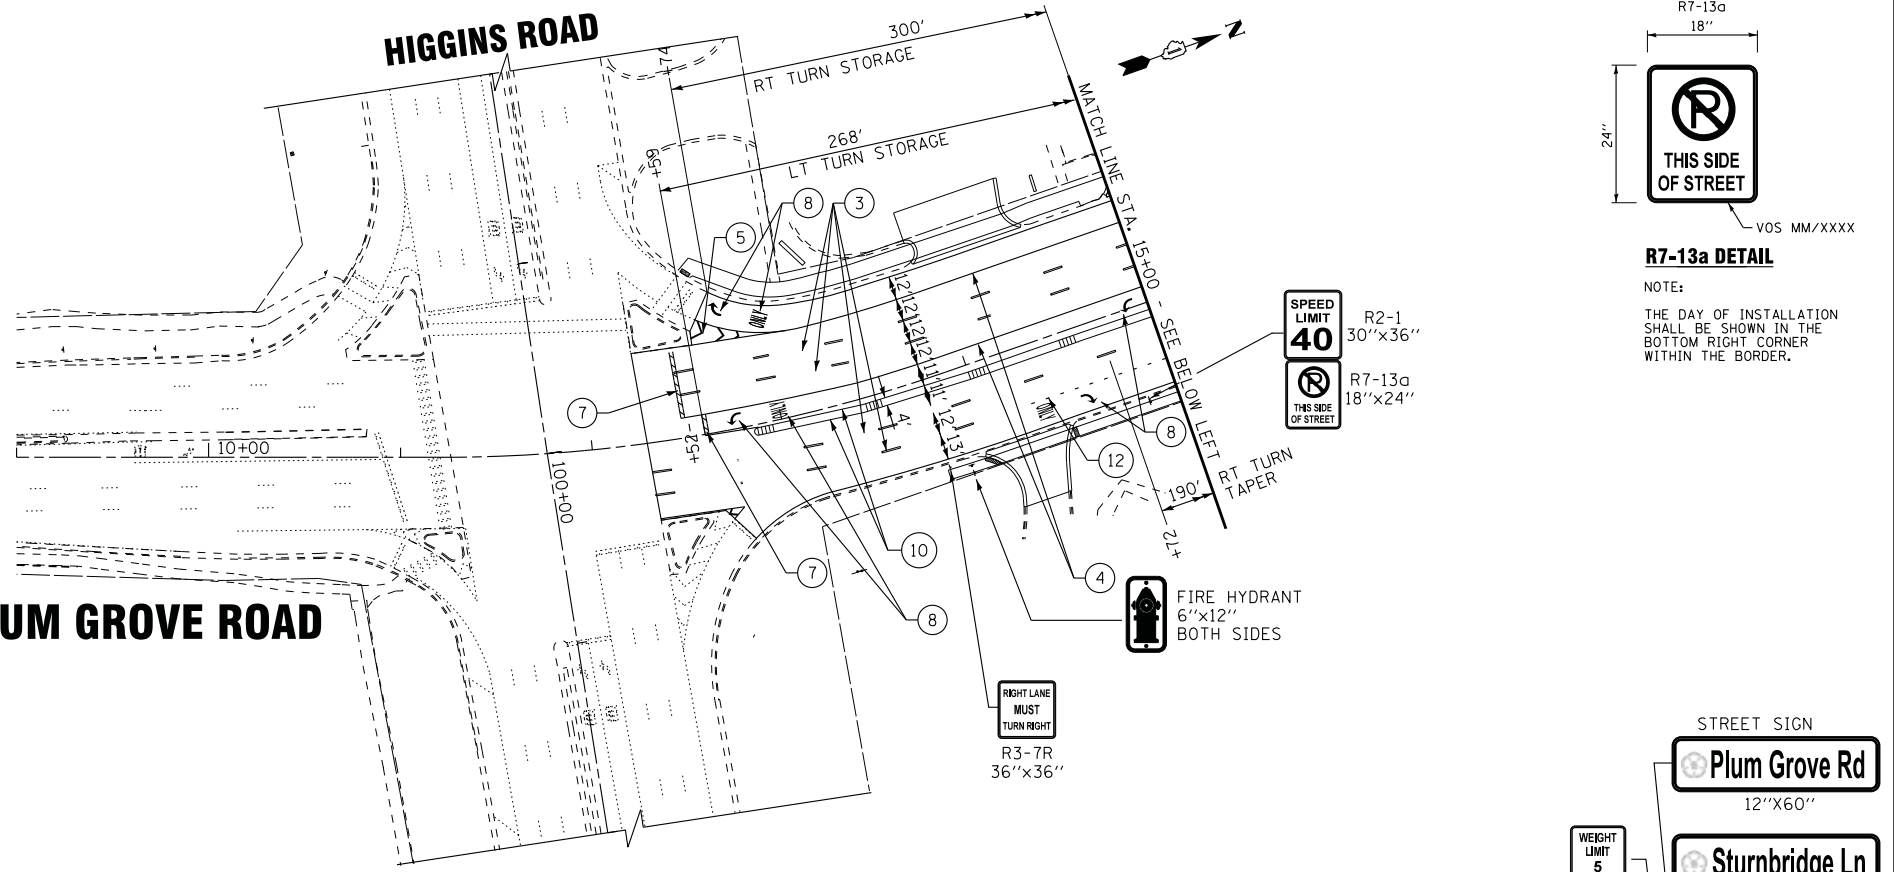 HIGGINS ROAD
300'
RT TURN STORAGE
268'
LT TURN STORAGE
N
MATCH LINE STA. 15+00 - SEE BELOW LEFT
+74
+59
8
3
5
12' 12' 12' 12' 11' 11' 12' 13'
4'
ONLY
ONLY
ONLY
7
10+00
100+00
+52
7
10
8
4
12
8
190'
RT TURN
TAPER
+72
UM GROVE ROAD
SPEED
LIMIT
40
R2-1
30"x36"
P
THIS SIDE
OF STREET
R7-13a
18"x24"
FIRE HYDRANT
6"x12"
BOTH SIDES
RIGHT LANE
MUST
TURN RIGHT
R3-7R
36"x36"
R7-13a
18"
24"
P
THIS SIDE
OF STREET
VOS MM/XXXX
R7-13a DETAIL
NOTE:
THE DAY OF INSTALLATION
SHALL BE SHOWN IN THE
BOTTOM RIGHT CORNER
WITHIN THE BORDER.
STREET SIGN
Plum Grove Rd
12"X60"
WEIGHT
LIMIT
5
Sturnbridge Ln